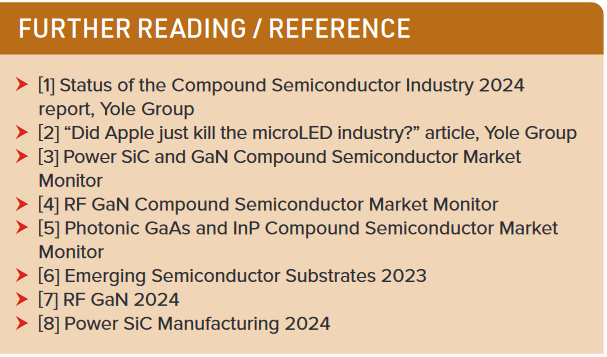 FURTHER READING / REFERENCE
[1] Status of the Compound Semiconductor Industry 2024
report, Yole Group
[2] “Did Apple just kill the microLED industry?” article, Yole Group
[3] Power SiC and GaN Compound Semiconductor Market
Monitor
[4] RF GaN Compound Semiconductor Market Monitor
[5] Photonic GaAs and InP Compound Semiconductor Market
Monitor
[6] Emerging Semiconductor Substrates 2023
[7] RF GaN 2024
[8] Power SiC Manufacturing 2024